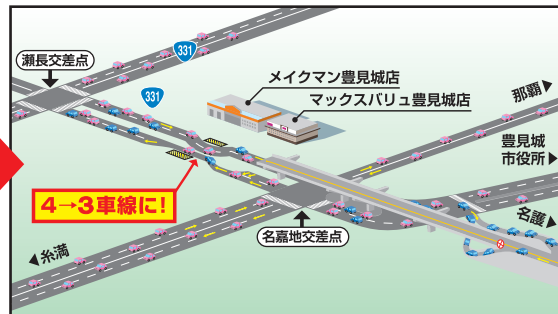 331
瀬長交差点
331
メイクマン豊見城店
マックスバリュ豊見城店
那覇
豊見城
市役所
4→3車線に!
名護
糸満
名嘉地交差点